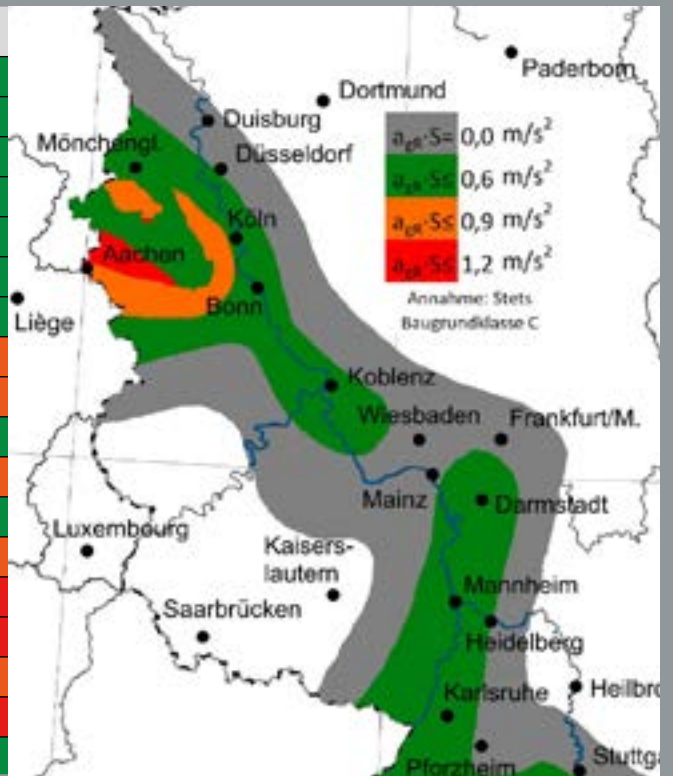 Paderborn
Dortmund
Duisburg
Mönchengl.
Düsseldorf
a_gR·S= 0,0 m/s²
a_gR·S≤ 0,6 m/s²
a_gR·S≤ 0,9 m/s²
a_gR·S≤ 1,2 m/s²
Annahme: Stets
Baugrundklasse C
Köln
Aachen
Bonn
Liège
Koblenz
Wiesbaden
Frankfurt/M.
Mainz
Darmstadt
Luxembourg
Kaisers-
lautern
Mannheim
Saarbrücken
Heidelberg
Heilbro
Karlsruhe
Pforzheim
Stuttga